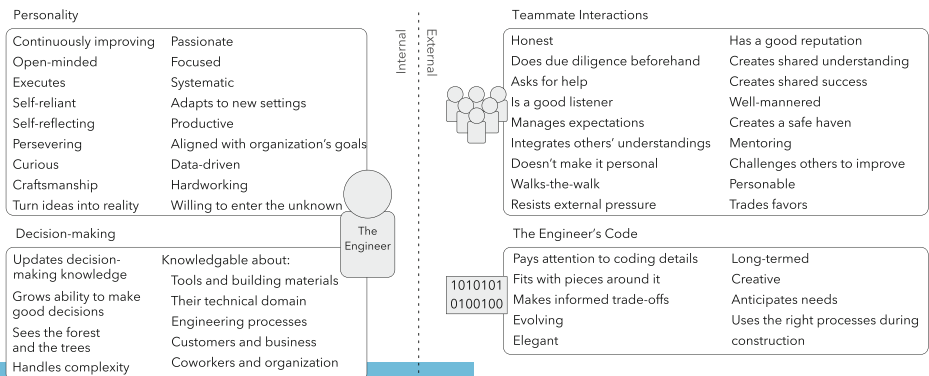 Personality
Continuously improving
Open-minded
Executes
Self-reliant
Self-reflecting
Persevering
Curious
Craftsmanship
Turn ideas into reality
Passionate
Focused
Systematic
Adapts to new settings
Productive
Aligned with organization's goals
Data-driven
Hardworking
Willing to enter the unknown
Decision-making
Updates decision-
making knowledge
Grows ability to make
good decisions
Sees the forest
and the trees
Handles complexity
Knowledgable about:
Tools and building materials
Their technical domain
Engineering processes
Customers and business
Coworkers and organization
The
Engineer
Internal
External
Teammate Interactions
Honest
Does due diligence beforehand
Asks for help
Is a good listener
Manages expectations
Integrates others' understandings
Doesn't make it personal
Walks-the-walk
Resists external pressure
Has a good reputation
Creates shared understanding
Creates shared success
Well-mannered
Creates a safe haven
Mentoring
Challenges others to improve
Personable
Trades favors
The Engineer's Code
1010101
0100100
Pays attention to coding details
Fits with pieces around it
Makes informed trade-offs
Evolving
Elegant
Long-termed
Creative
Anticipates needs
Uses the right processes during
construction